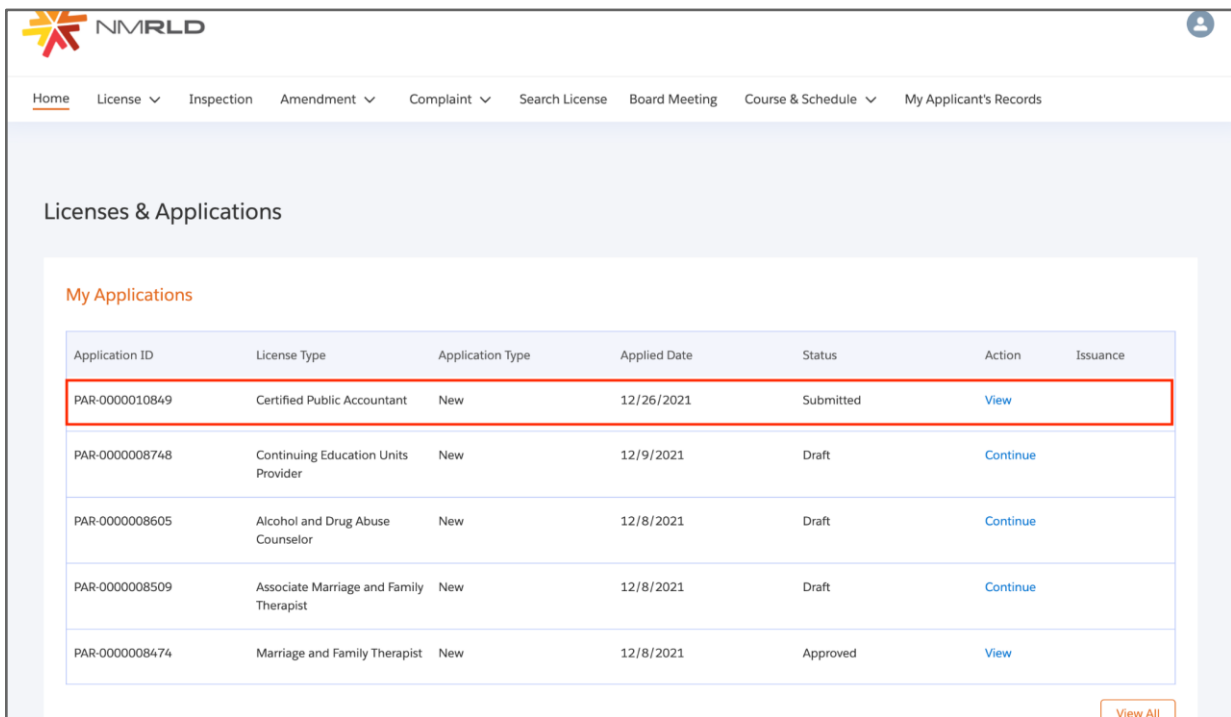 NMRLD
Home License Inspection Amendment Complaint Search License Board Meeting Course & Schedule My Applicant's Records
Licenses & Applications
My Applications
Application ID License Type Application Type Applied Date Status Action Issuance
PAR-0000010849 Certified Public Accountant New 12/26/2021 Submitted View
PAR-0000008748 Continuing Education Units New 12/9/2021 Draft Continue
Provider
PAR-0000008605 Alcohol and Drug Abuse New 12/8/2021 Draft Continue
Counselor
PAR-0000008509 Associate Marriage and Family New 12/8/2021 Draft Continue
Therapist
PAR-0000008474 Marriage and Family Therapist New 12/8/2021 Approved View
View All